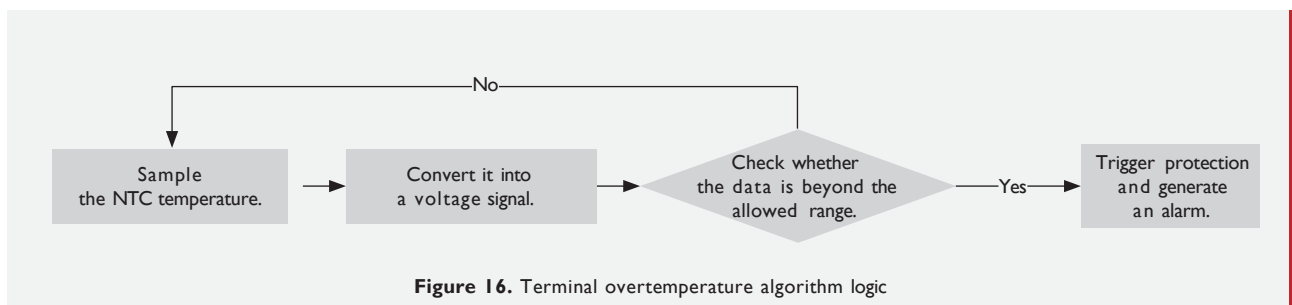 No
Sample
the NTC temperature.
Convert it into
a voltage signal.
Check whether
the data is beyond the
allowed range.
Yes
Trigger protection
and generate
an alarm.
Figure 16. Terminal overtemperature algorithm logic